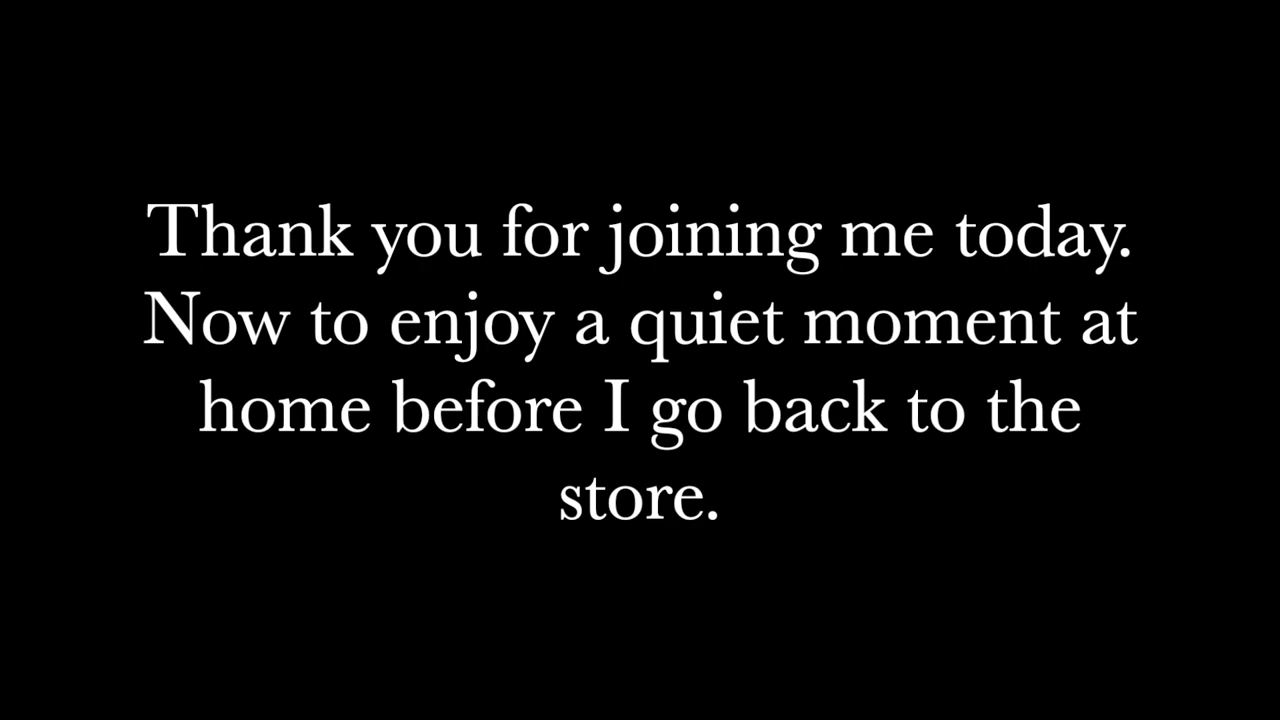 Thank you for joining me today.
Now to enjoy a quiet moment at
home before I go back to the
store.